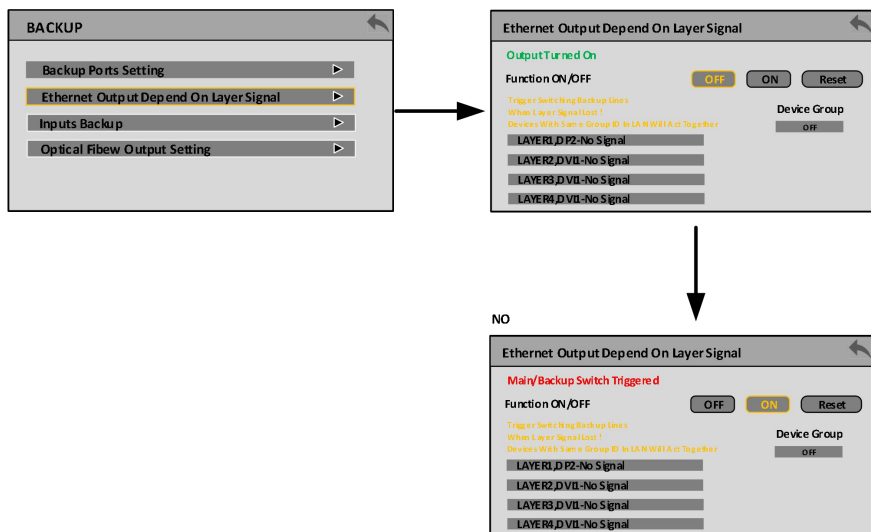 BACKUP
Backup Ports Setting
Ethernet Output Depend On Layer Signal
Inputs Backup
Optical Fibew Output Setting
Ethernet Output Depend On Layer Signal
Output Turned On
Function ON/OFF OFF ON Reset
Trigger Switching Backup Lines
When Layer Signal Lost !
Devices With Same Group ID In LAN Will Act Together
Device Group
OFF
LAYER1,DP2-No Signal
LAYER2,DVI1-No Signal
LAYER3,DVI1-No Signal
LAYER4,DVI1-No Signal
NO
Ethernet Output Depend On Layer Signal
Main/Backup Switch Triggered
Function ON/OFF OFF ON Reset
Trigger Switching Backup Lines
When Layer Signal Lost !
Devices With Same Group ID In LAN Will Act Together
Device Group
OFF
LAYER1,DP2-No Signal
LAYER2,DVI1-No Signal
LAYER3,DVI1-No Signal
LAYER4,DVI1-No Signal